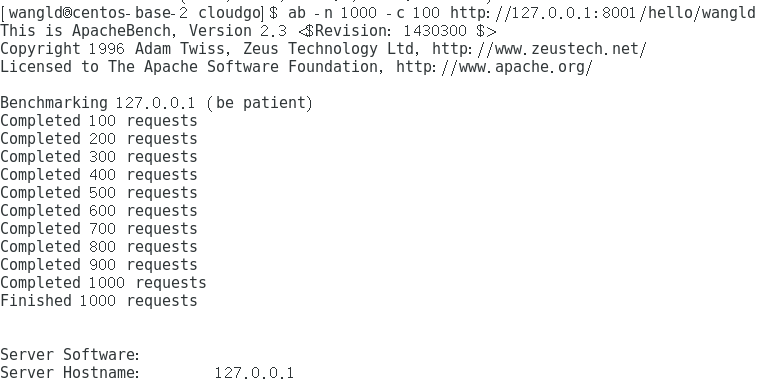 [wangld@centos-base-2 cloudgo]$ ab -n 1000 -c 100 http://127.0.0.1:8001/hello/wangld
This is ApacheBench, Version 2.3 <$Revision: 1430300 $>
Copyright 1996 Adam Twiss, Zeus Technology Ltd, http://www.zeustech.net/
Licensed to The Apache Software Foundation, http://www.apache.org/

Benchmarking 127.0.0.1 (be patient)
Completed 100 requests
Completed 200 requests
Completed 300 requests
Completed 400 requests
Completed 500 requests
Completed 600 requests
Completed 700 requests
Completed 800 requests
Completed 900 requests
Completed 1000 requests
Finished 1000 requests


Server Software:
Server Hostname:        127.0.0.1